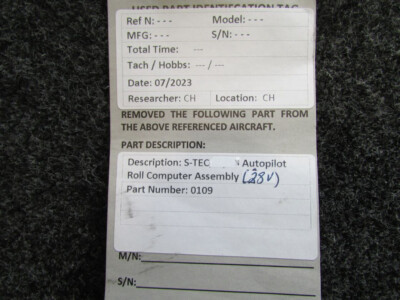 USED PART IDENTIFICATION TAG
Ref N: - - - Model: - - -
MFG: - - - S/N: - - -
Total Time: ---
Tach / Hobbs: --- / ---
Date: 07/2023
Researcher: CH Location: CH
REMOVED THE FOLLOWING PART FROM
THE ABOVE REFERENCED AIRCRAFT.
PART DESCRIPTION:
Description: S-TEC Autopilot
Roll Computer Assembly (28V)
Part Number: 0109
M/N:
S/N: